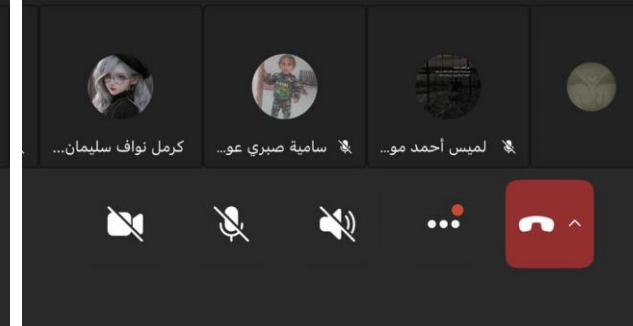 كرمل نواف سليمان...
سامية صبري عو...
لميس أحمد مو...